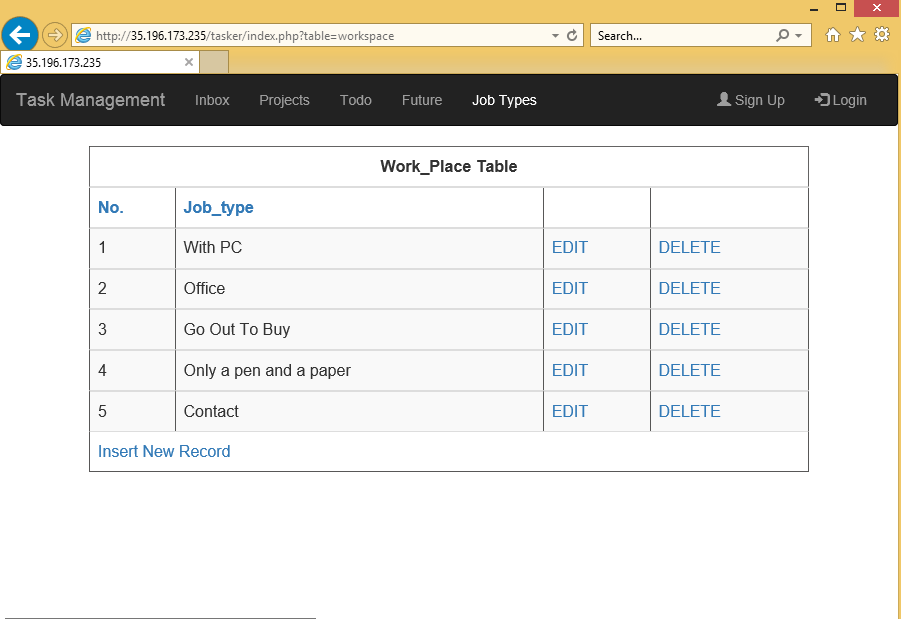 http://35.196.173.235/tasker/index.php?table=workspace
Search...
35.196.173.235
Task Management Inbox Projects Todo Future Job Types Sign Up Login
Work_Place Table
No. Job_type
1 With PC EDIT DELETE
2 Office EDIT DELETE
3 Go Out To Buy EDIT DELETE
4 Only a pen and a paper EDIT DELETE
5 Contact EDIT DELETE
Insert New Record